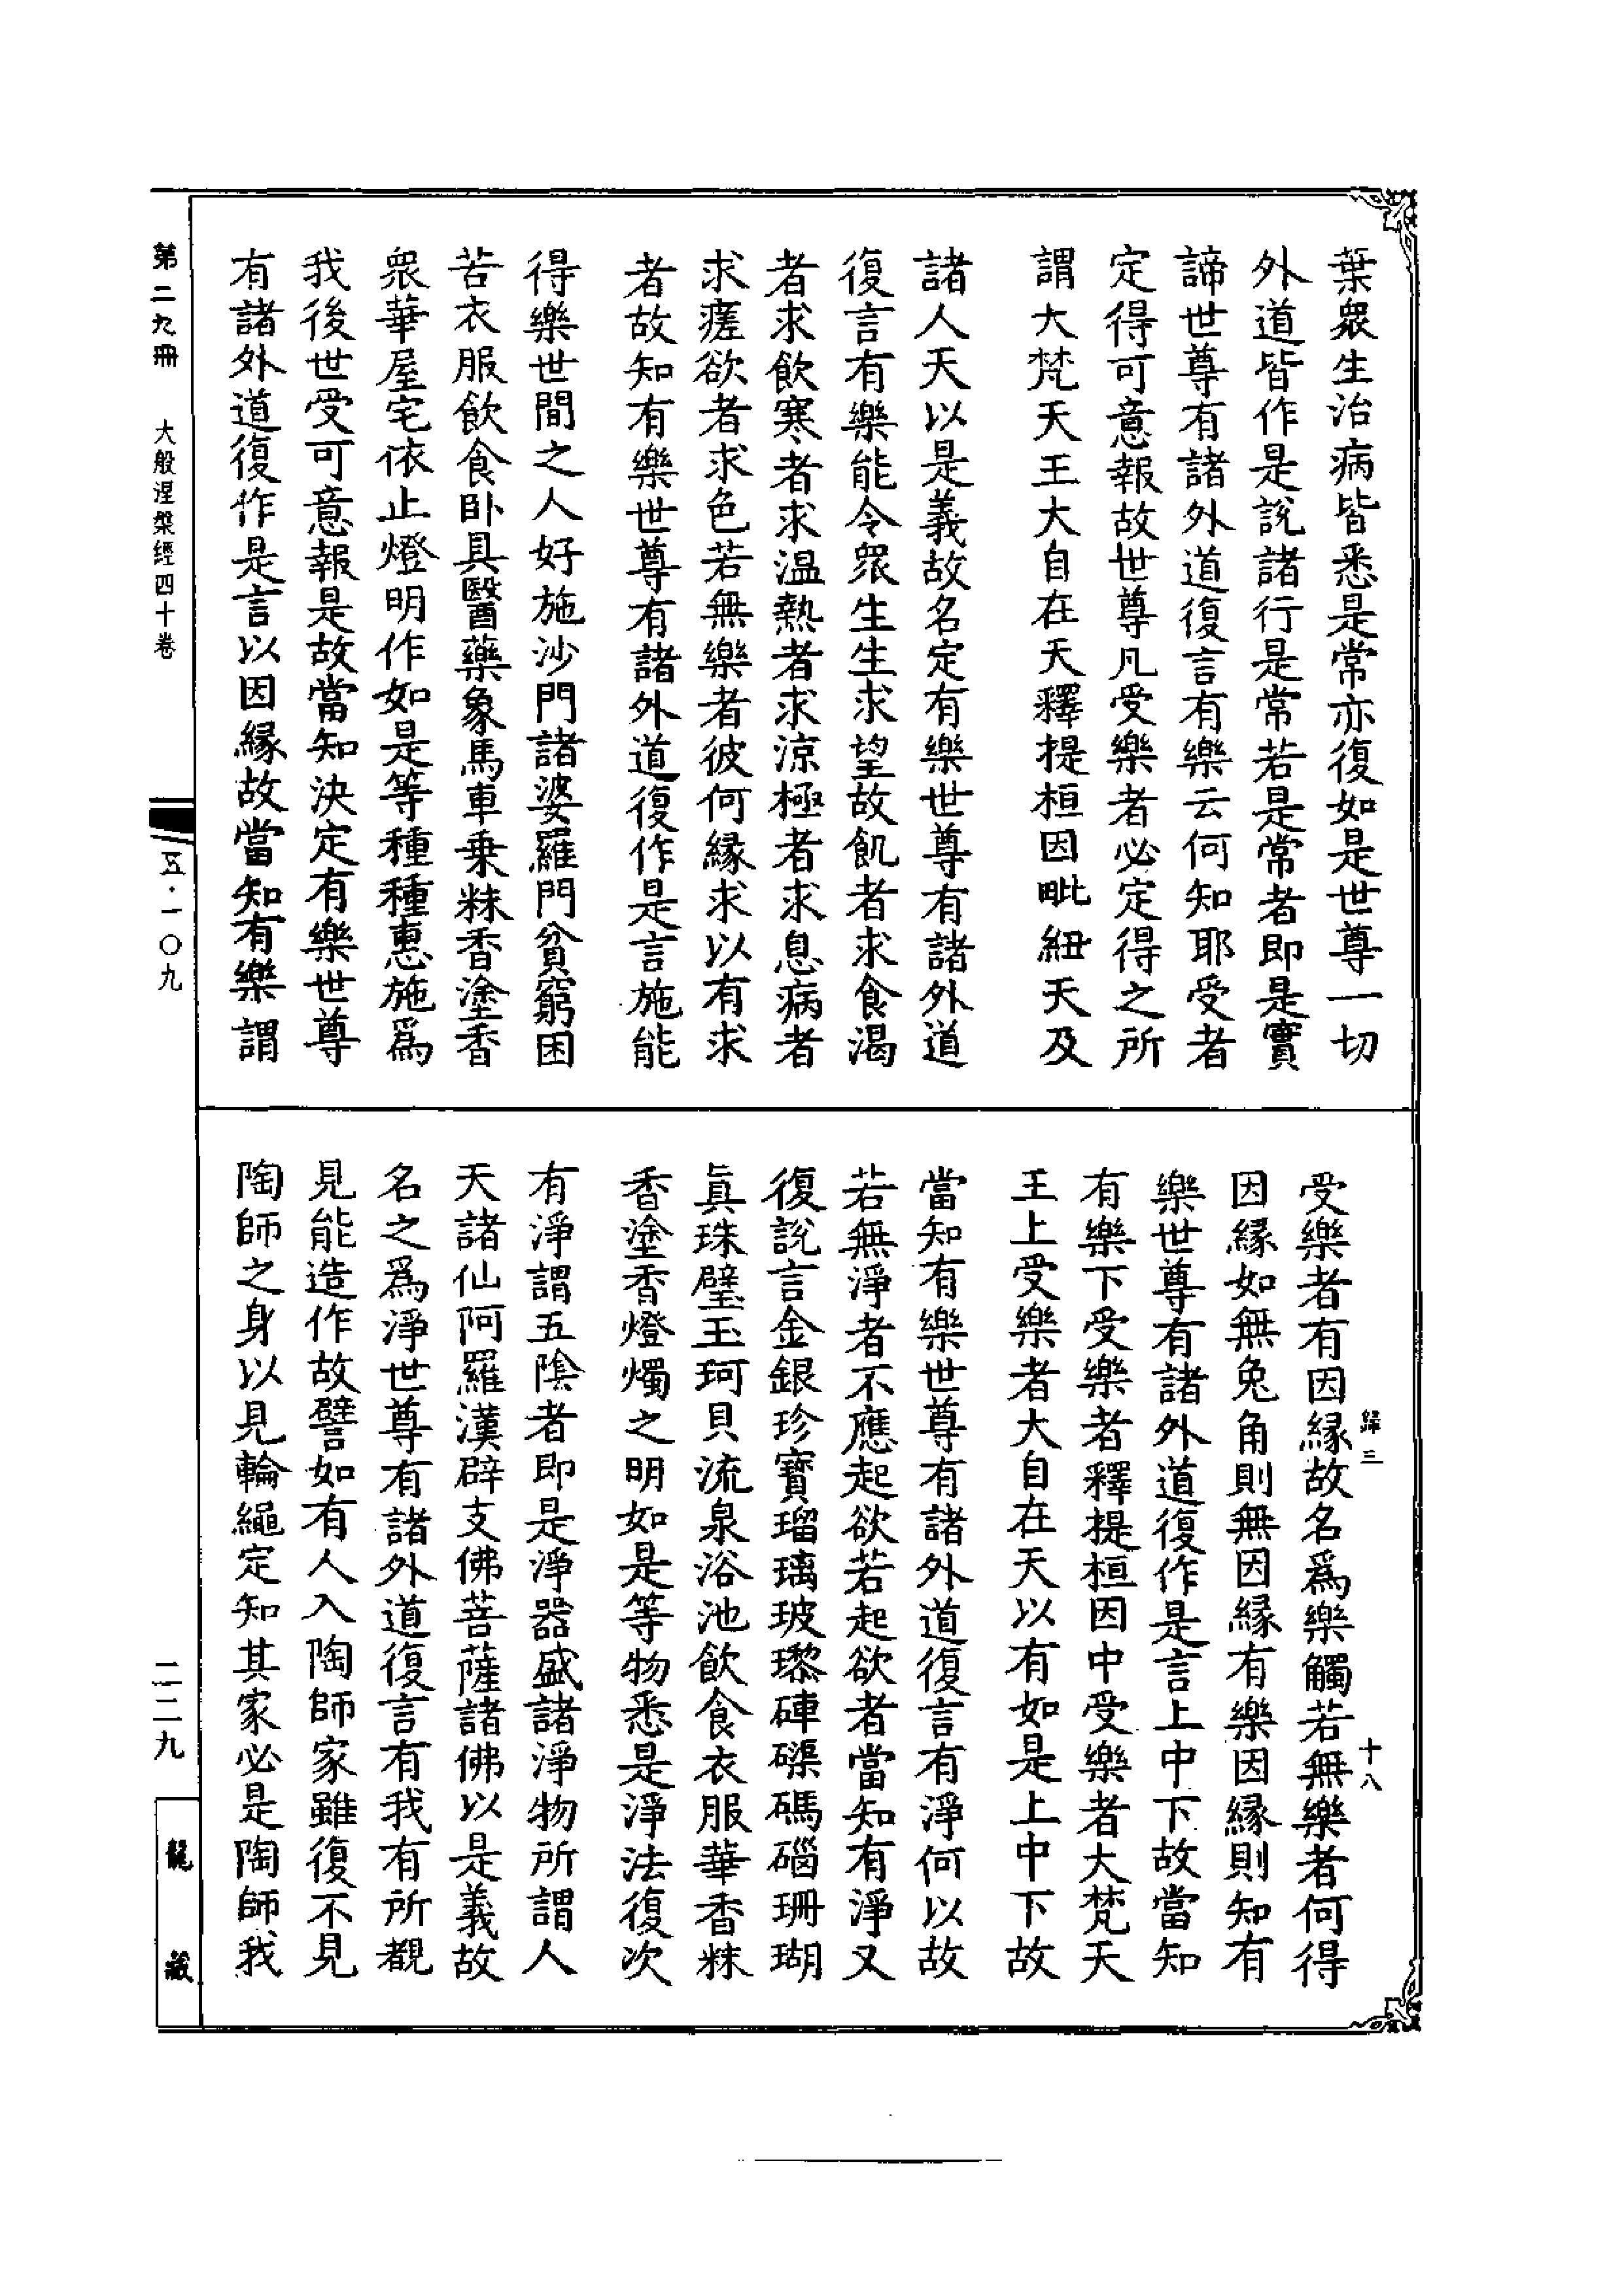 葉眾生治病皆悉是常亦復如是世尊一切
外道皆作是說諸行是常若是常者即是實
諦世尊有諸外道復言有樂云何知耶受者
定得可意報故世尊凡受樂者必定得之所
謂大梵天王大自在天釋提桓因毗紐天及
諸人天以是義故名定有樂世尊有諸外道
復言有樂能令眾生生求望故飢者求食渴
者求飲寒者求温熱者求涼極者求息病者
求瘥欲者求色若無樂者彼何緣求以有求
者故知有樂世尊有諸外道復作是言施能
得樂世間之人好施沙門諸婆羅門貧窮困
苦衣服飲食卧具醫藥象馬車乗粖香塗香
眾華屋宅依止燈明作如是等種種惠施爲
我後世受可意報是故當知決定有樂世尊
有諸外道復作是言以因緣故當知有樂謂
受樂者有因緣故名爲樂觸若無樂者何得
因緣如無兔角則無因緣有樂因緣則知有
樂世尊有諸外道復作是言上中下故當知
有樂下受樂者釋提桓因中受樂者大梵天
王上受樂者大自在天以有如是上中下故
當知有樂世尊有諸外道復言有淨何以故
若無淨者不應起欲若起欲者當知有淨又
復說言金銀珍寶瑠璃玻瓈硨磲碼碯珊瑚
真珠璧玉珂貝流泉浴池飲食衣服華香粖
香塗香燈燭之明如是等物悉是淨法復次
有淨謂五陰者即是淨器盛諸淨物所謂人
天諸仙阿羅漢辟支佛菩薩諸佛以是義故
名之爲淨世尊有諸外道復言有我有所覩
見能造作故譬如有人入陶師家雖復不見
陶師之身以見輪繩定知其家必是陶師我
歸三 十八
第二九冊 大般涅槃經四十卷 五·一〇九 二二九 龍藏